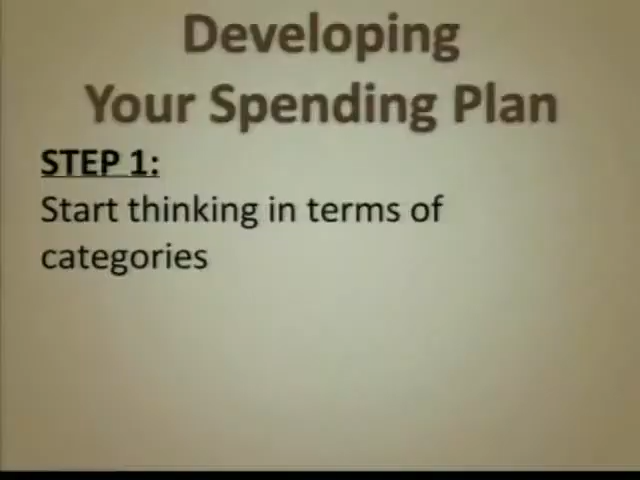 Developing
Your Spending Plan
STEP 1:
Start thinking in terms of
categories